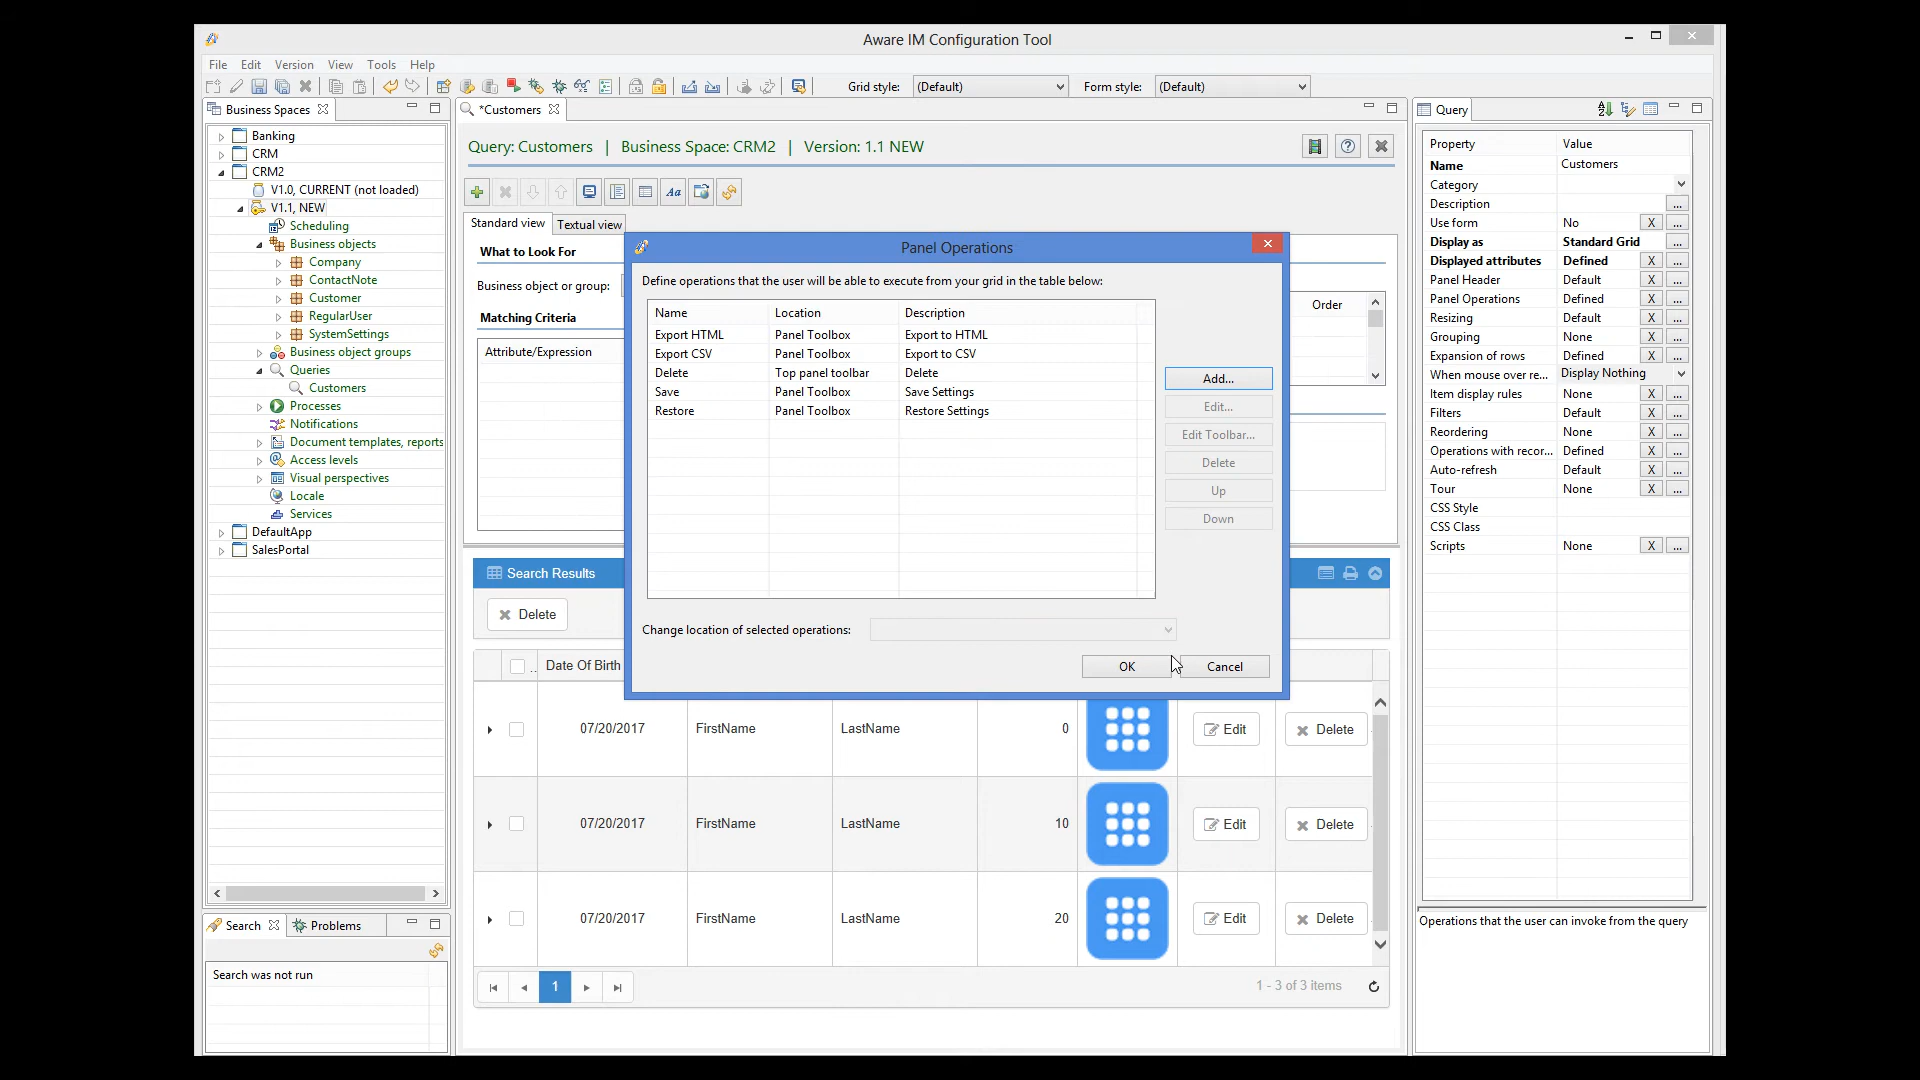 Aware IM Configuration Tool
File Edit Version View Tools Help
Grid style: (Default) Form style: (Default)
Business Spaces
Banking
CRM
CRM2
V1.0, CURRENT (not loaded)
V1.1, NEW
Scheduling
Business objects
Company
ContactNote
Customer
RegularUser
SystemSettings
Business object groups
Queries
Customers
Processes
Notifications
Document templates, reports
Access levels
Visual perspectives
Locale
Services
DefaultApp
SalesPortal
Search Problems
Search was not run
*Customers
Query: Customers | Business Space: CRM2 | Version: 1.1 NEW
Aa
Standard view Textual view
What to Look For
Business object or group:
Matching Criteria
Attribute/Expression
Order
Panel Operations
Define operations that the user will be able to execute from your grid in the table below:
Name Location Description
Export HTML Panel Toolbox Export to HTML
Export CSV Panel Toolbox Export to CSV
Delete Top panel toolbar Delete
Save Panel Toolbox Save Settings
Restore Panel Toolbox Restore Settings
Add...
Edit...
Edit Toolbar...
Delete
Up
Down
Change location of selected operations:
OK Cancel
Search Results
Delete
.. Date Of Birth
07/20/2017 FirstName LastName 0 Edit Delete
07/20/2017 FirstName LastName 10 Edit Delete
07/20/2017 FirstName LastName 20 Edit Delete
1
1 - 3 of 3 items
Query
Property Value
Name Customers
Category
Description ...
Use form No X ...
Display as Standard Grid ...
Displayed attributes Defined X ...
Panel Header Default X ...
Panel Operations Defined X ...
Resizing Default X ...
Grouping None X ...
Expansion of rows Defined X ...
When mouse over re... Display Nothing
Item display rules None X ...
Filters Default X ...
Reordering None X ...
Operations with recor... Defined X ...
Auto-refresh Default X ...
Tour None X ...
CSS Style
CSS Class
Scripts None X ...
Operations that the user can invoke from the query